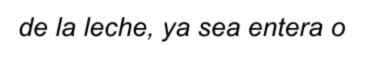 de la leche, ya sea entera o